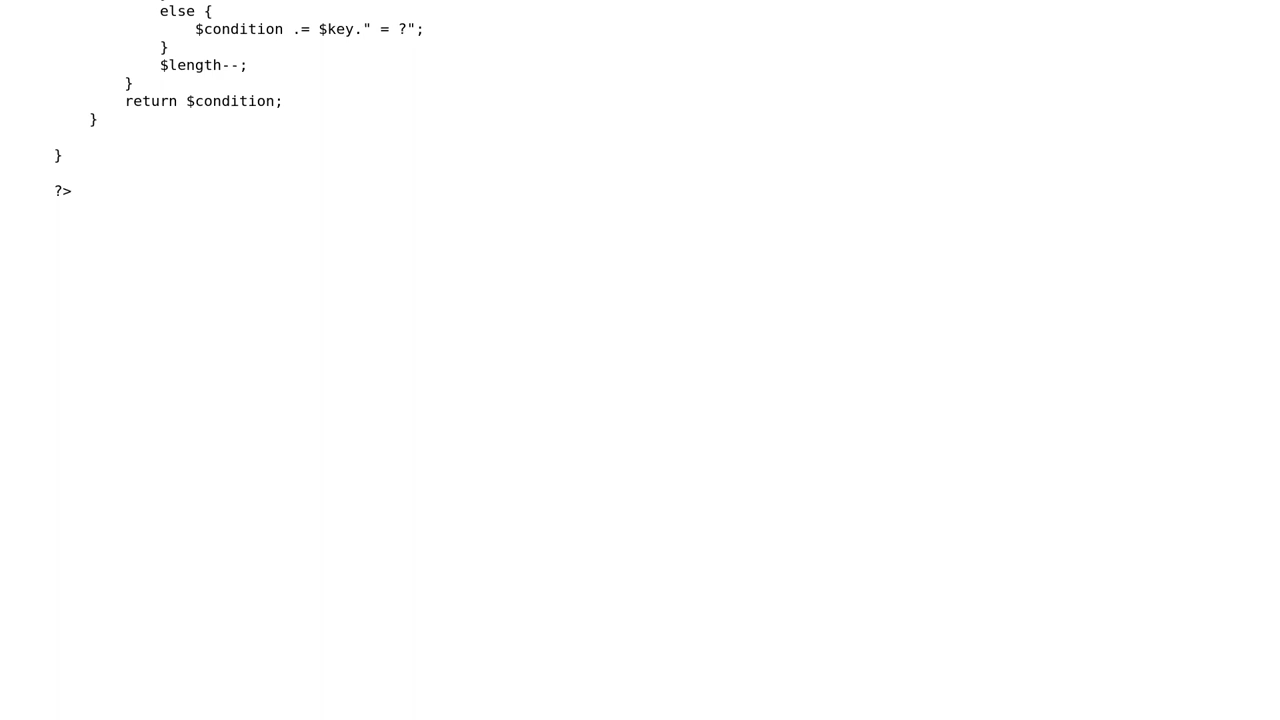 else {
$condition .= $key." = ?";
}
$length--;
}
return $condition;
}
}
?>